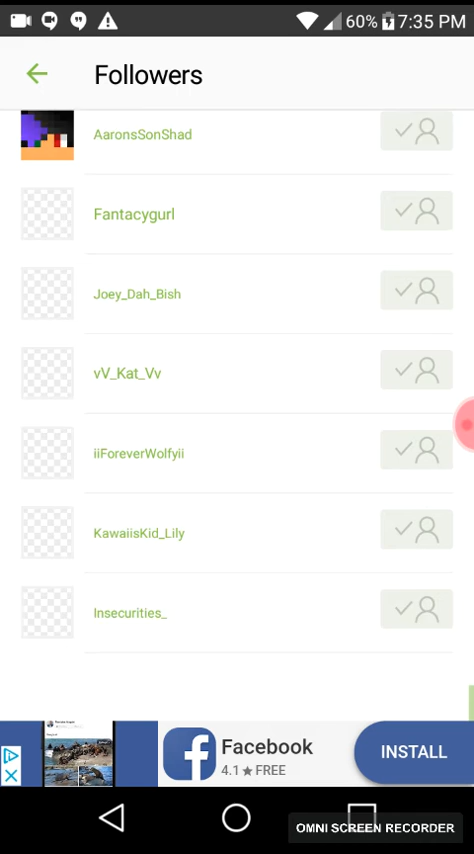 60% 7:35 PM
Followers
AaronsSonShad
Fantacygurl
Joey_Dah_Bish
vV_Kat_Vv
iiForeverWolfyii
KawaiisKid_Lily
Insecurities_
Facebook
4.1★FREE
INSTALL
OMNI SCREEN RECORDER